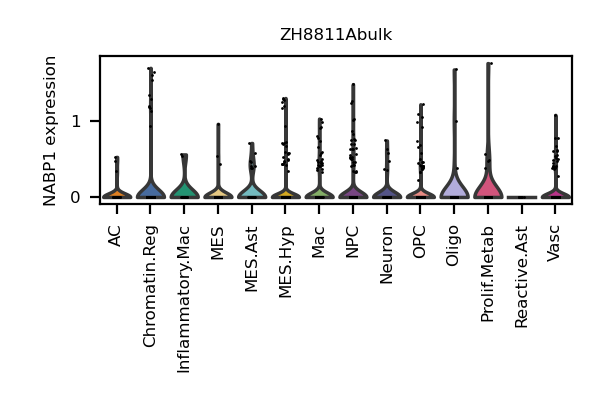 ZH8811Abulk
NABP1 expression
1
0
AC
Chromatin.Reg
Inflammatory.Mac
MES
MES.Ast
MES.Hyp
Mac
NPC
Neuron
OPC
Oligo
Prolif.Metab
Reactive.Ast
Vasc